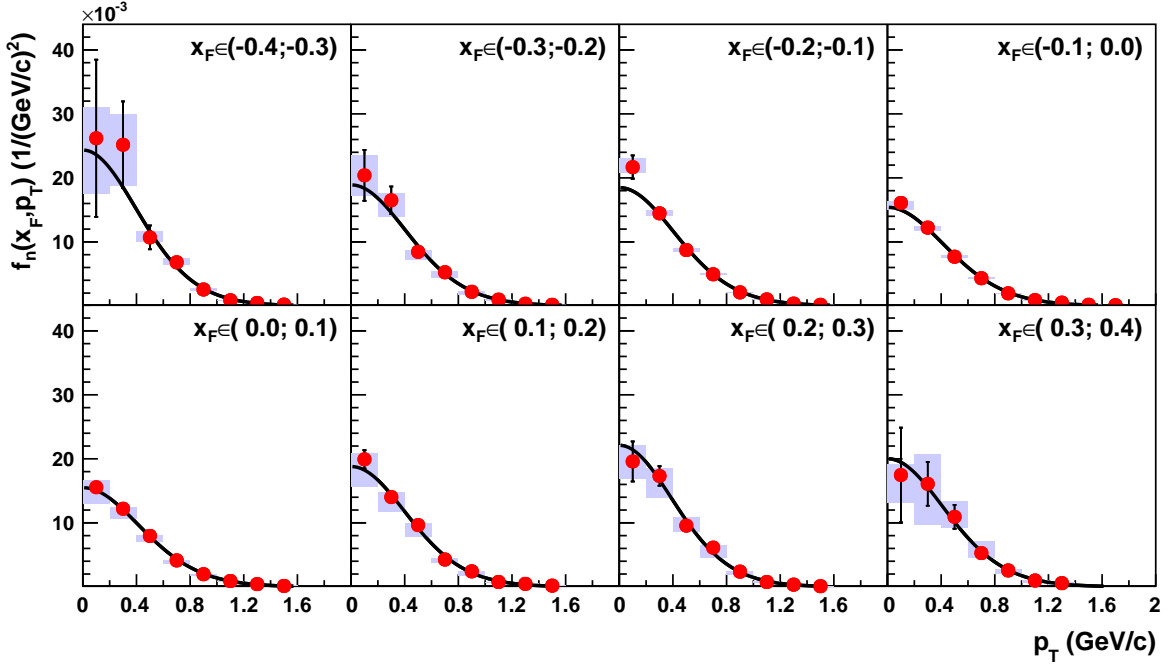 ×10⁻³
x_F∈(-0.4;-0.3) x_F∈(-0.3;-0.2) x_F∈(-0.2;-0.1) x_F∈(-0.1; 0.0)
f_n(x_F,p_T) (1/(GeV/c)²)
40
30
20
10
x_F∈( 0.0; 0.1) x_F∈( 0.1; 0.2) x_F∈( 0.2; 0.3) x_F∈( 0.3; 0.4)
40
30
20
10
0 0.4 0.8 1.2 1.6 0 0.4 0.8 1.2 1.6 0 0.4 0.8 1.2 1.6 0 0.4 0.8 1.2 1.6 2
p_T (GeV/c)